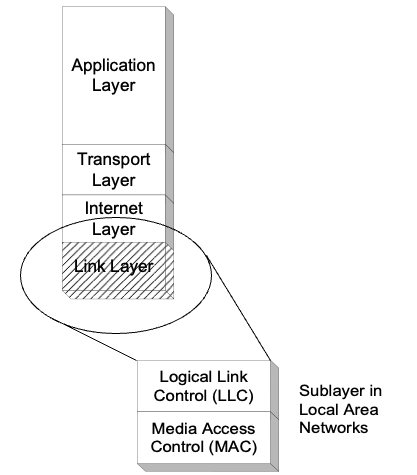 Application
Layer
Transport
Layer
Internet
Layer
Link Layer
Logical Link
Control (LLC)
Media Access
Control (MAC)
Sublayer in
Local Area
Networks